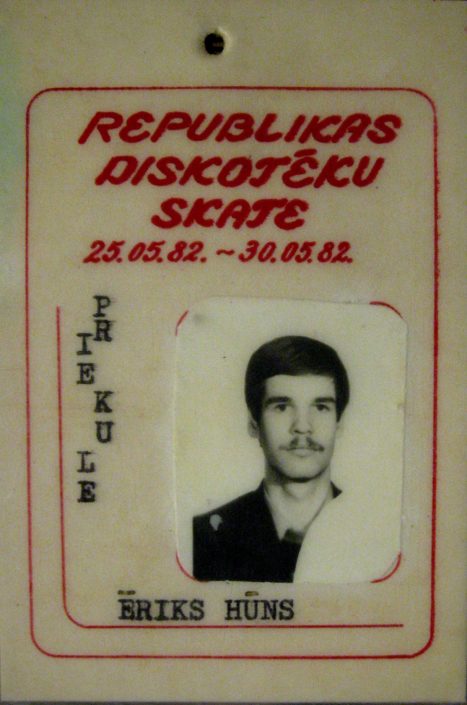 REPUBLIKAS
DISKOTĒKU
SKATE
25.05.82. ~ 30.05.82.
PRIEKULE
ĒRIKS HŪNS